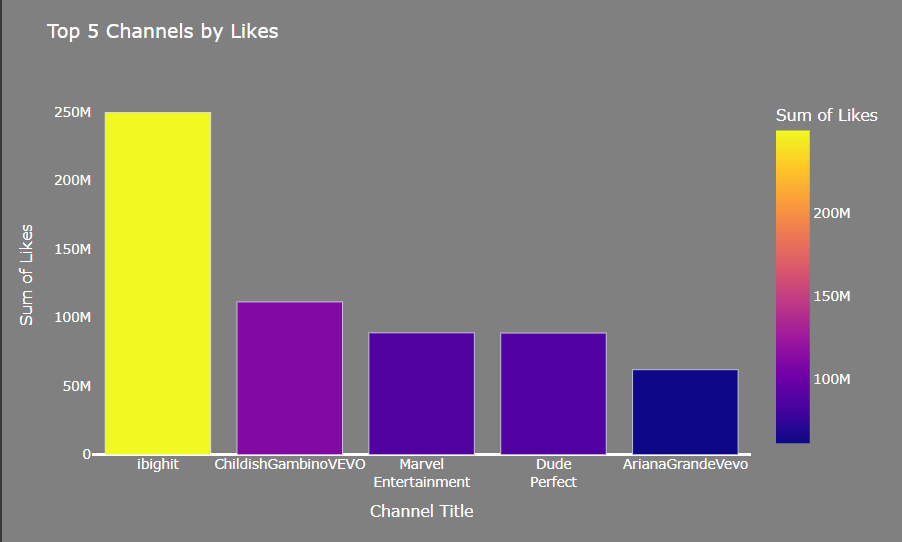 Top 5 Channels by Likes
Sum of Likes
250M
200M
150M
100M
50M
0
Sum of Likes
200M
150M
100M
ibighit
ChildishGambinoVEVO
Marvel
Entertainment
Dude
Perfect
ArianaGrandeVevo
Channel Title